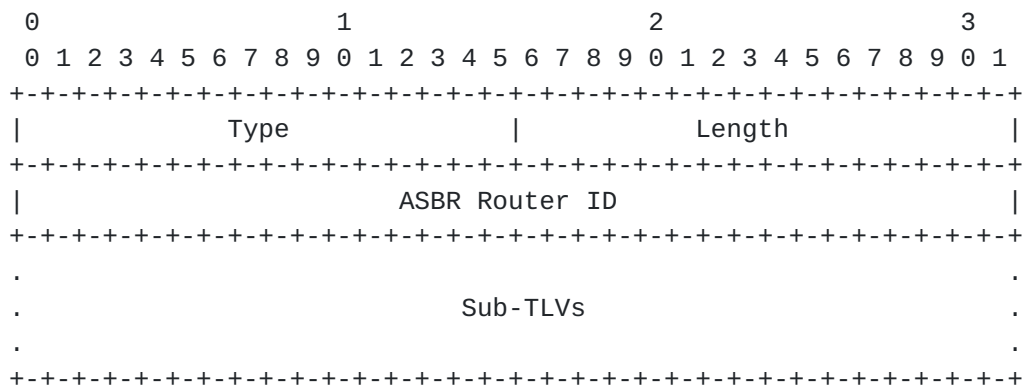 0                   1                   2                   3
 0 1 2 3 4 5 6 7 8 9 0 1 2 3 4 5 6 7 8 9 0 1 2 3 4 5 6 7 8 9 0 1
+-+-+-+-+-+-+-+-+-+-+-+-+-+-+-+-+-+-+-+-+-+-+-+-+-+-+-+-+-+-+-+-+
|             Type              |           Length              |
+-+-+-+-+-+-+-+-+-+-+-+-+-+-+-+-+-+-+-+-+-+-+-+-+-+-+-+-+-+-+-+-+
|                        ASBR Router ID                         |
+-+-+-+-+-+-+-+-+-+-+-+-+-+-+-+-+-+-+-+-+-+-+-+-+-+-+-+-+-+-+-+-+
.                                                               .
.                            Sub-TLVs                           .
.                                                               .
+-+-+-+-+-+-+-+-+-+-+-+-+-+-+-+-+-+-+-+-+-+-+-+-+-+-+-+-+-+-+-+-+